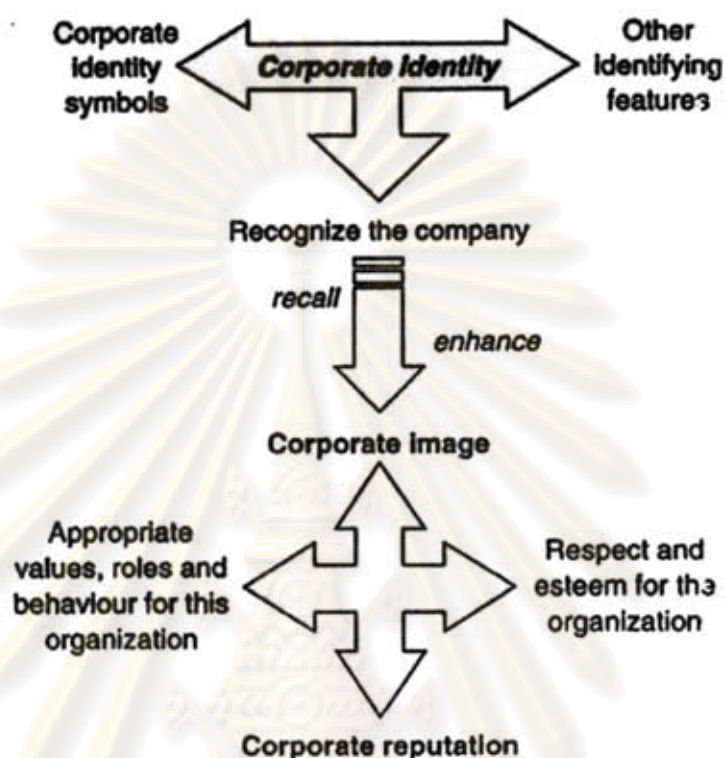 Corporate
identity
symbols
Corporate Identity
Other
identifying
features
Recognize the company
recall
enhance
Corporate image
Appropriate
values, roles and
behaviour for this
organization
Respect and
esteem for the
organization
Corporate reputation